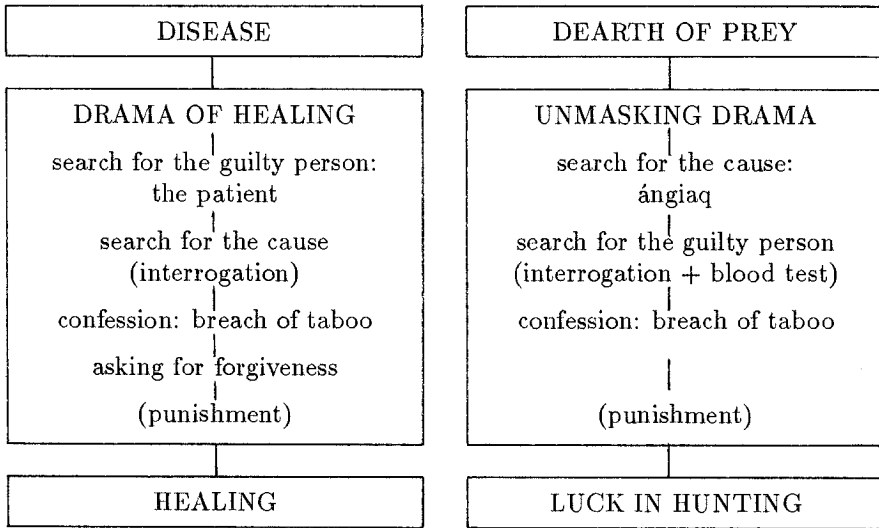 DISEASE
DRAMA OF HEALING
search for the guilty person:
the patient
search for the cause
(interrogation)
confession: breach of taboo
asking for forgiveness
(punishment)
HEALING
DEARTH OF PREY
UNMASKING DRAMA
search for the cause:
ángiaq
search for the guilty person
(interrogation + blood test)
confession: breach of taboo
(punishment)
LUCK IN HUNTING